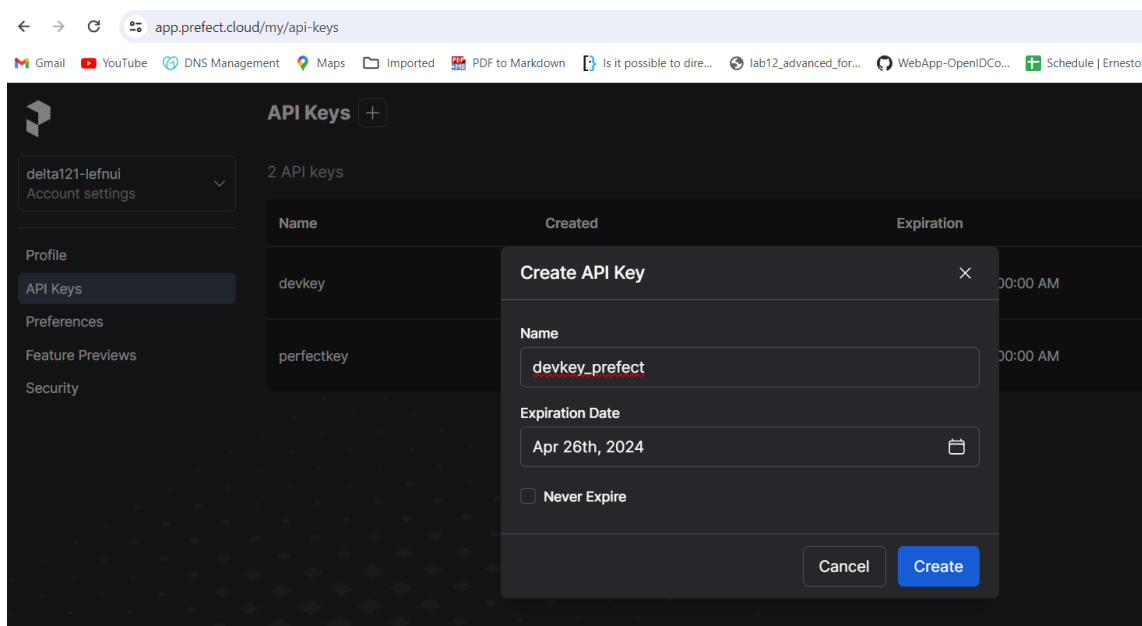 app.prefect.cloud/my/api-keys
Gmail YouTube DNS Management Maps Imported PDF to Markdown Is it possible to dire... lab12_advanced_for... WebApp-OpenIDCo... Schedule | Ernesto
API Keys
delta121-lefnui
Account settings
2 API keys
Name Created Expiration
Profile
API Keys
Preferences
Feature Previews
Security
devkey 00:00 AM
perfectkey 00:00 AM
Create API Key
Name
devkey_prefect
Expiration Date
Apr 26th, 2024
Never Expire
Cancel Create